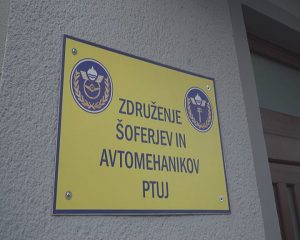 ZDRUŽENJE
ŠOFERJEV IN
AVTOMEHANIKOV
PTUJ